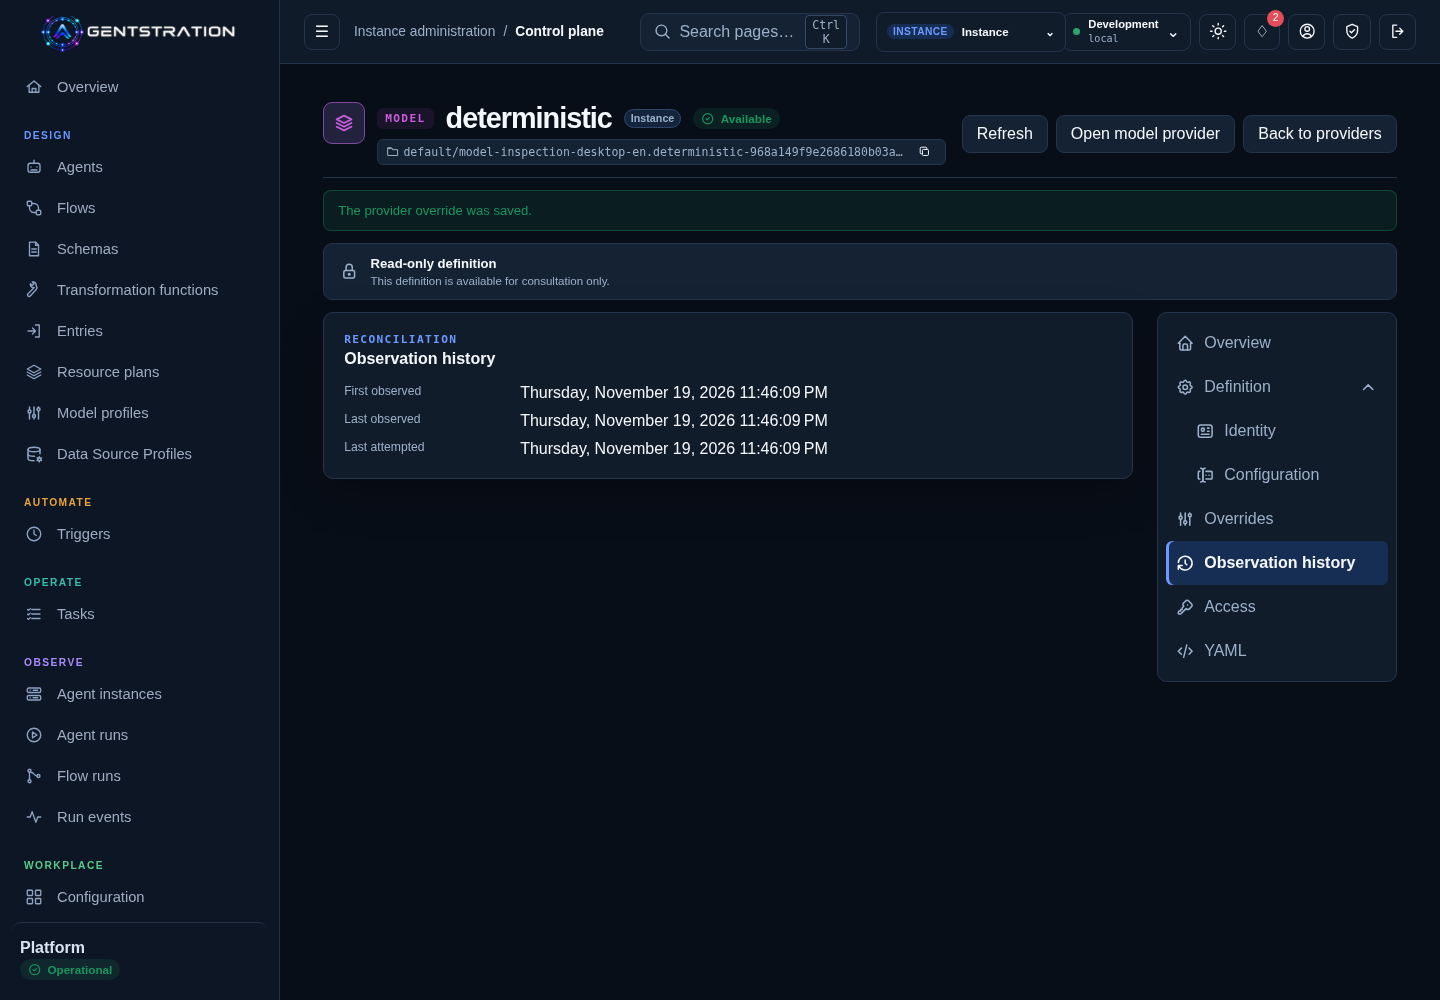 GENTSTRATION
Overview
DESIGN
Agents
Flows
Schemas
Transformation functions
Entries
Resource plans
Model profiles
Data Source Profiles
AUTOMATE
Triggers
OPERATE
Tasks
OBSERVE
Agent instances
Agent runs
Flow runs
Run events
WORKPLACE
Configuration
Platform
Operational
Instance administration / Control plane
Search pages…
Ctrl
K
INSTANCE Instance
Development
local
2
MODEL deterministic Instance Available
default/model-inspection-desktop-en.deterministic-968a149f9e2686180b03a…
Refresh
Open model provider
Back to providers
The provider override was saved.
Read-only definition
This definition is available for consultation only.
RECONCILIATION
Observation history
First observed Thursday, November 19, 2026 11:46:09 PM
Last observed Thursday, November 19, 2026 11:46:09 PM
Last attempted Thursday, November 19, 2026 11:46:09 PM
Overview
Definition
Identity
Configuration
Overrides
Observation history
Access
YAML